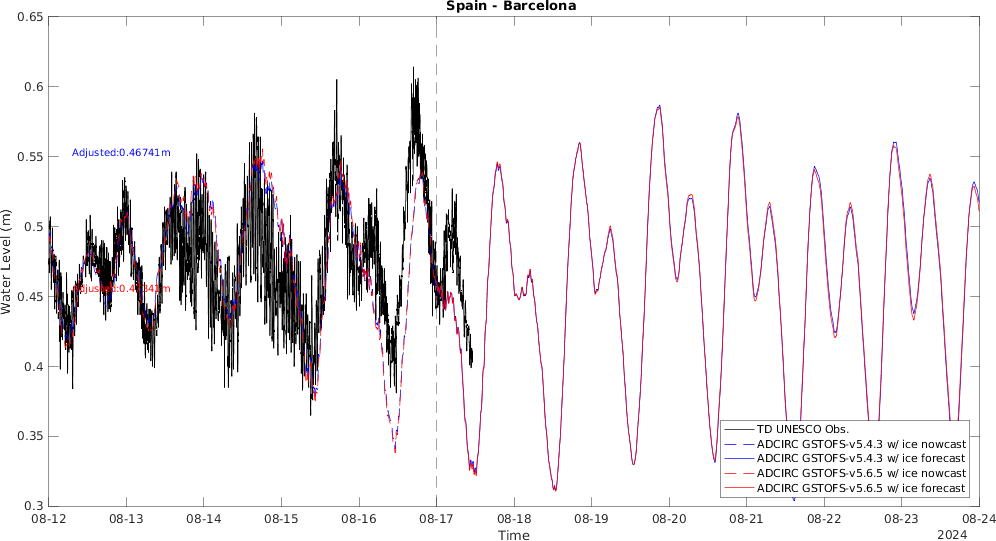 Spain - Barcelona
0.65
0.6
0.55
0.5
0.45
0.4
0.35
0.3
Water Level (m)
Adjusted:0.46741m
TD UNESCO Obs.
ADCIRC GSTOFS-v5.4.3 w/ ice nowcast
ADCIRC GSTOFS-v5.4.3 w/ ice forecast
ADCIRC GSTOFS-v5.6.5 w/ ice nowcast
ADCIRC GSTOFS-v5.6.5 w/ ice forecast
08-12 08-13 08-14 08-15 08-16 08-17 08-18 08-19 08-20 08-21 08-22 08-23 08-24
Time
2024